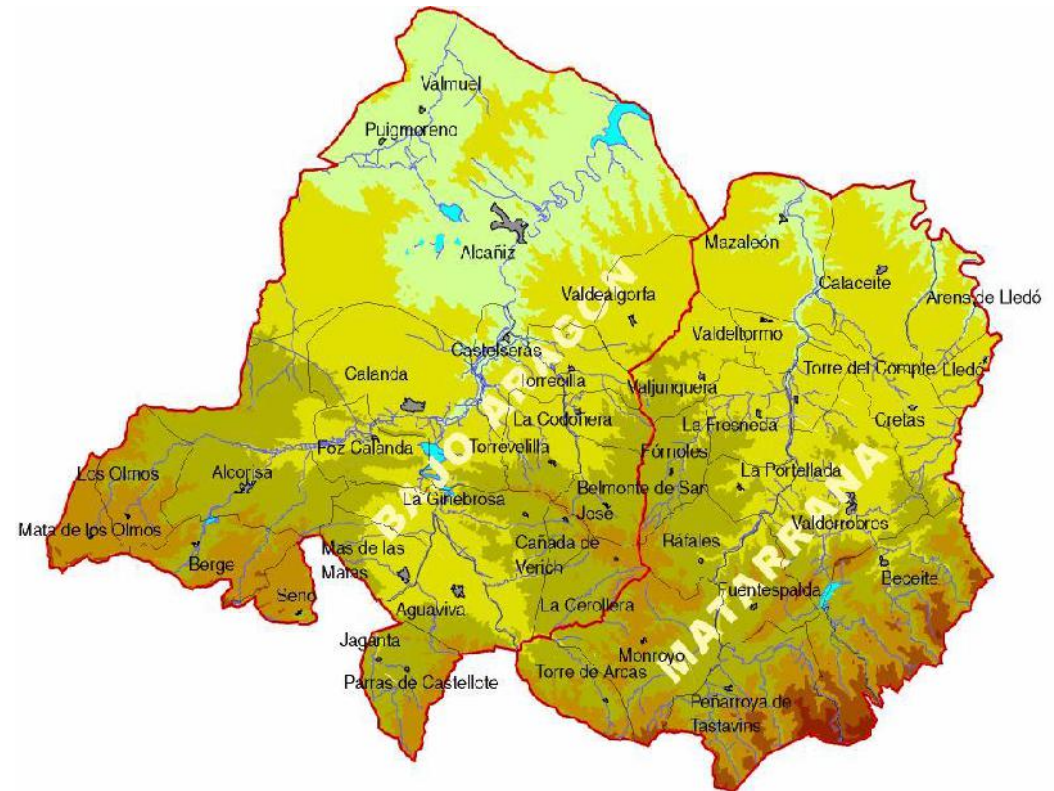 Valmuel
Puigmoreno
Alcañiz
Mazaleón
Calaceite
Valdealgorfa
Arens de Lledó
Valdeltormo
Castelserás
Calanda
Torrecilla
Valjunquera
Torre del Compte
Lledó
La Codoñera
La Fresneda
Cretas
Foz Calanda
Torrevelilla
Fórnoles
Los Olmos
Alcorisa
La Portellada
La Ginebrosa
Belmonte de San
José
Mata de los Olmos
Valdorrobros
Berge
Mas de las
Matas
Cañada de
Verich
Ráfales
Beceite
Seno
Aguaviva
La Cerollera
Fuentespalda
Jaganta
Parras de Castellote
Torre de Arcas
Monroyo
Peñarroya de
Tastavins
BAJO ARAGON
MATARRANA